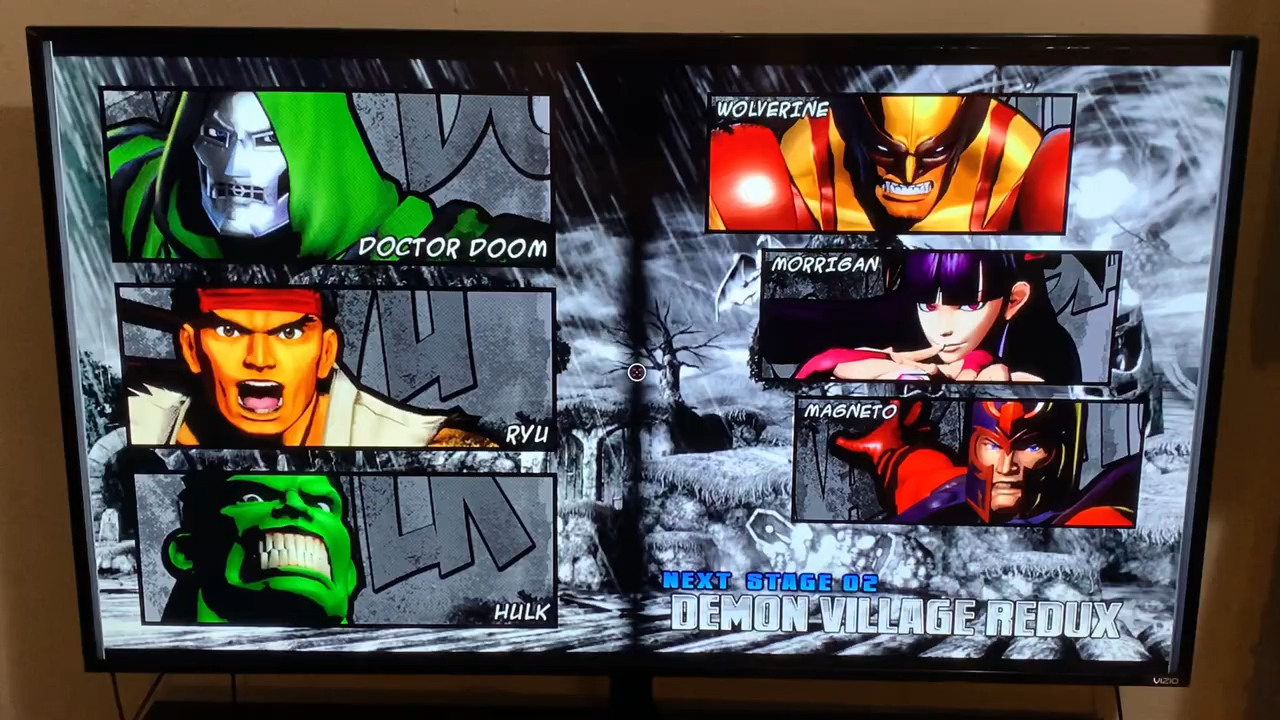 DOCTOR DOOM
RYU
HULK
WOLVERINE
MORRIGAN
MAGNETO
NEXT STAGE 02
DEMON VILLAGE REDUX
VIZIO